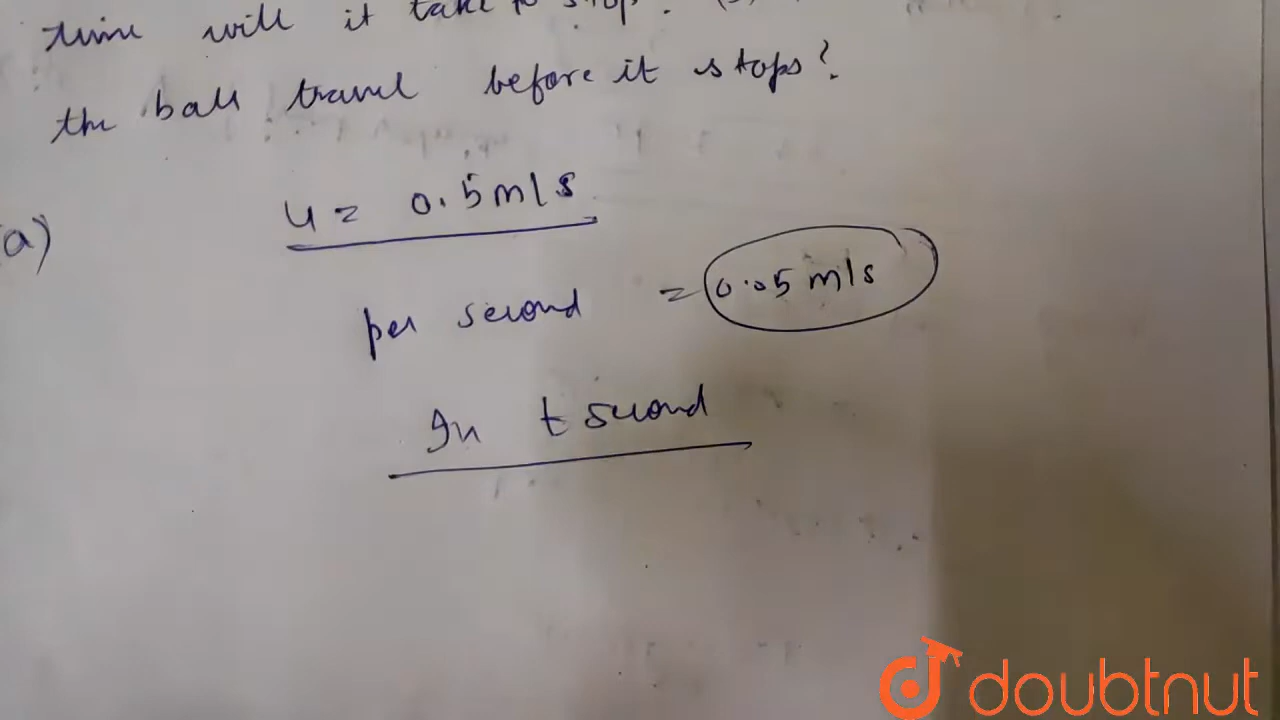 time will it take to stop?
the ball travel before it stops?
(a)
u = 0.5 m/s
per second = 0.05 m/s
In t second
doubtnut